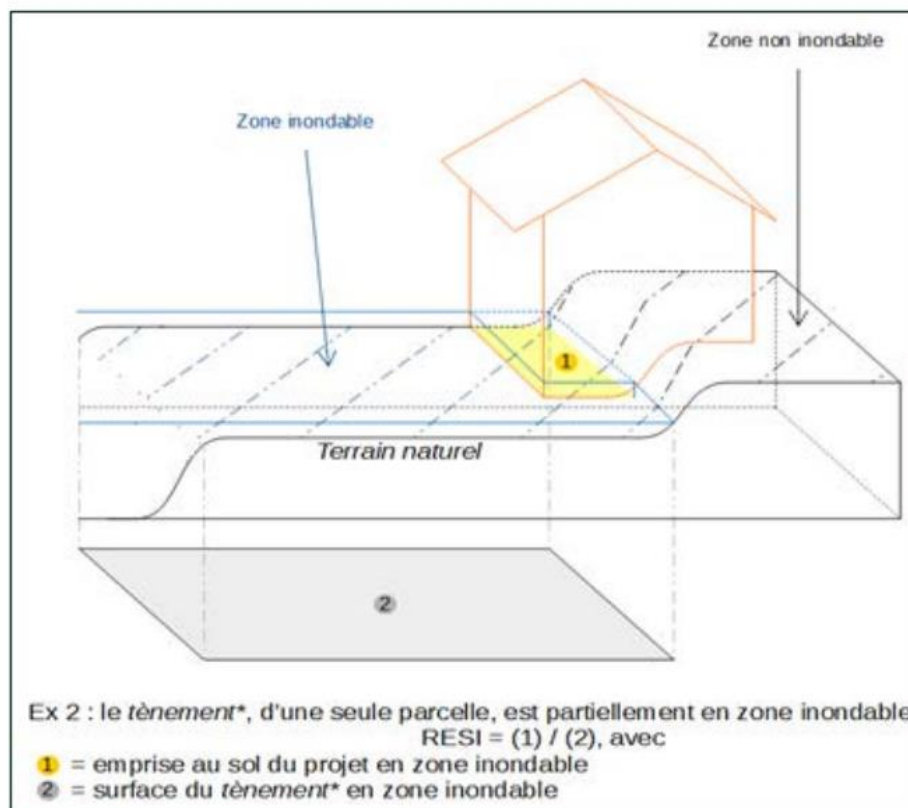 Zone non inondable
Zone inondable
1
Terrain naturel
2
Ex 2 : le tènement*, d'une seule parcelle, est partiellement en zone inondable
RESI = (1) / (2), avec
1 = emprise au sol du projet en zone inondable
2 = surface du tènement* en zone inondable